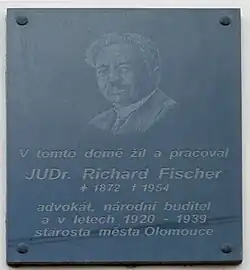 V tomto domě žil a pracoval
JUDr. Richard Fischer
* 1872 † 1954
advokát, národní buditel
a v letech 1920 - 1939
starosta města Olomouce